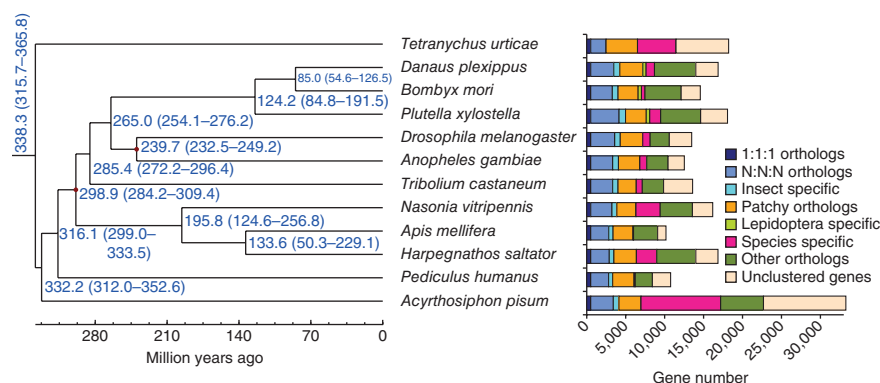 338.3 (315.7–365.8)
Tetranychus urticae
Danaus plexippus
85.0 (54.6–126.5)
Bombyx mori
124.2 (84.8–191.5)
Plutella xylostella
265.0 (254.1–276.2)
Drosophila melanogaster
239.7 (232.5–249.2)
Anopheles gambiae
285.4 (272.2–296.4)
Tribolium castaneum
298.9 (284.2–309.4)
Nasonia vitripennis
195.8 (124.6–256.8)
316.1 (299.0–
333.5)
Apis mellifera
133.6 (50.3–229.1)
Harpegnathos saltator
332.2 (312.0–352.6)
Pediculus humanus
Acyrthosiphon pisum
280 210 140 70 0
Million years ago
1:1:1 orthologs
N:N:N orthologs
Insect specific
Patchy orthologs
Lepidoptera specific
Species specific
Other orthologs
Unclustered genes
0 5,000 10,000 15,000 20,000 25,000 30,000
Gene number